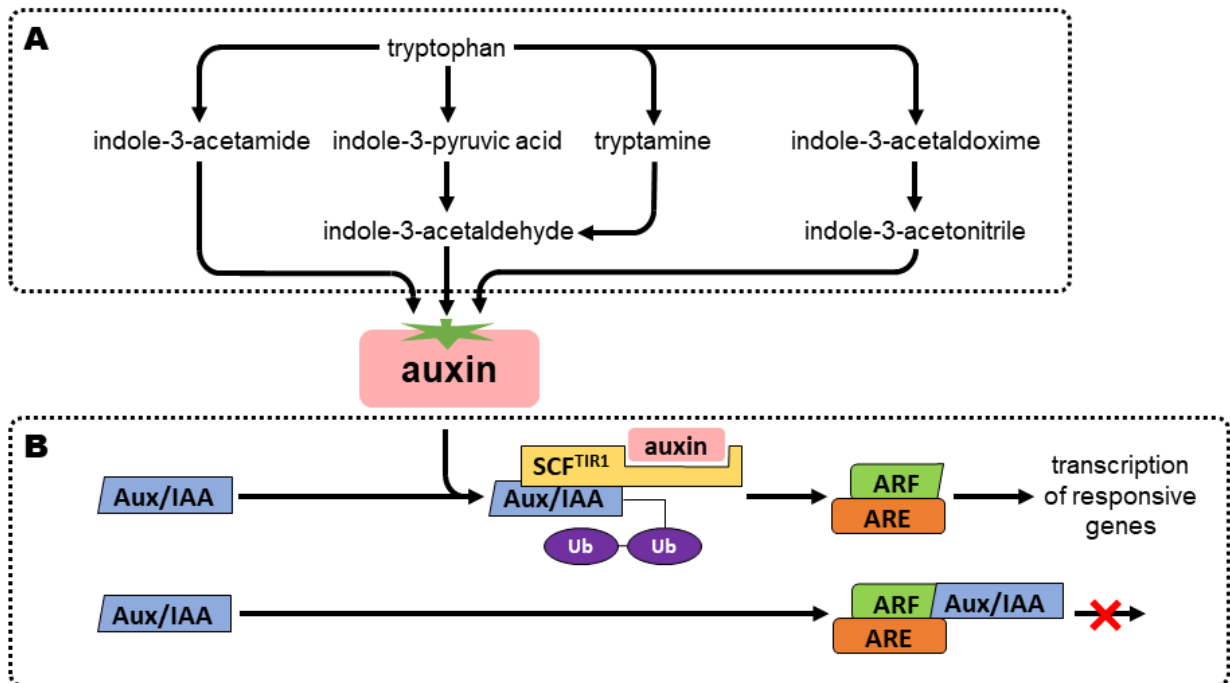 A
tryptophan
indole-3-acetamide
indole-3-pyruvic acid
tryptamine
indole-3-acetaldoxime
indole-3-acetaldehyde
indole-3-acetonitrile
auxin
B
Aux/IAA
SCF^TIR1
auxin
Aux/IAA
Ub
Ub
ARF
ARE
transcription
of responsive
genes
Aux/IAA
ARF
Aux/IAA
ARE